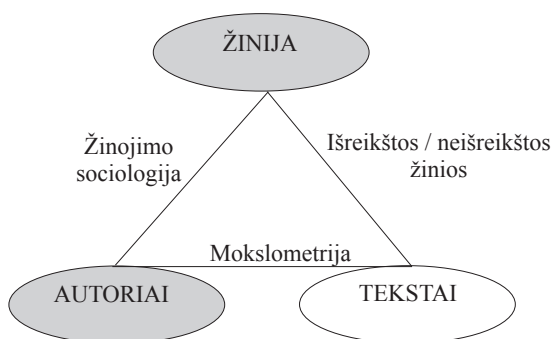 ŽINIJA
Žinojimo
sociologija
Išreikštos / neišreikštos
žinios
Mokslometrija
AUTORIAI
TEKSTAI